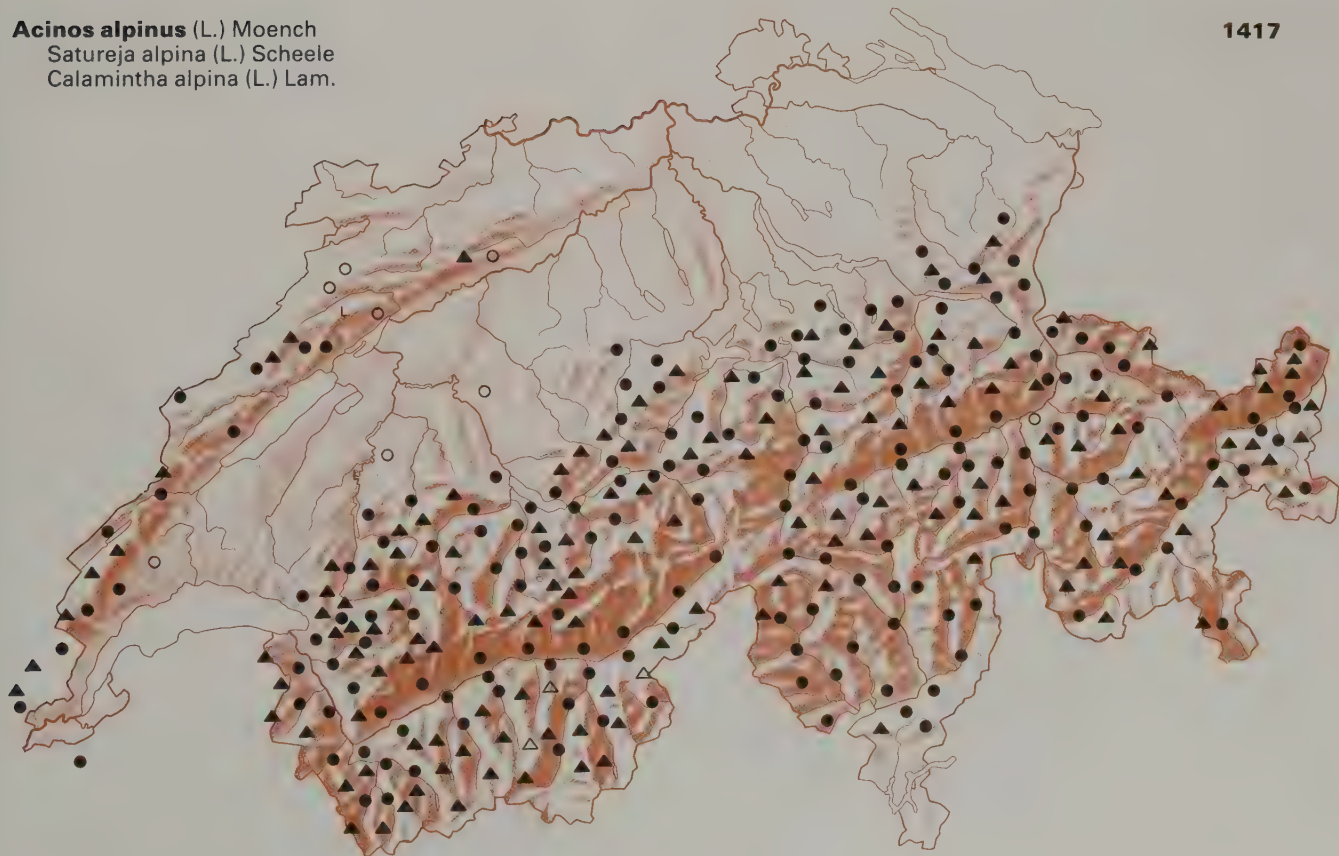 Acinos alpinus (L.) Moench
Satureja alpina (L.) Scheele
Calamintha alpina (L.) Lam.
1417
L